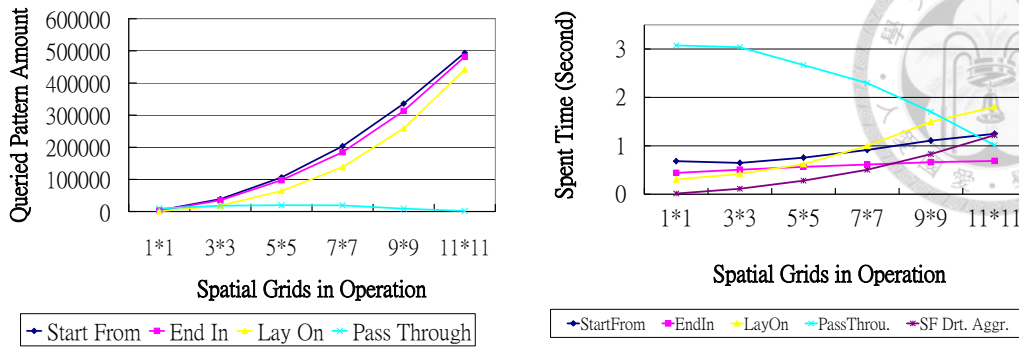 Queried Pattern Amount
600000
500000
400000
300000
200000
100000
0
1*1 3*3 5*5 7*7 9*9 11*11
Spatial Grids in Operation
Start From End In Lay On Pass Through
Spent Time (Second)
3
2
1
0
1*1 3*3 5*5 7*7 9*9 11*11
Spatial Grids in Operation
StartFrom EndIn LayOn PassThrou. SF Drt. Aggr.